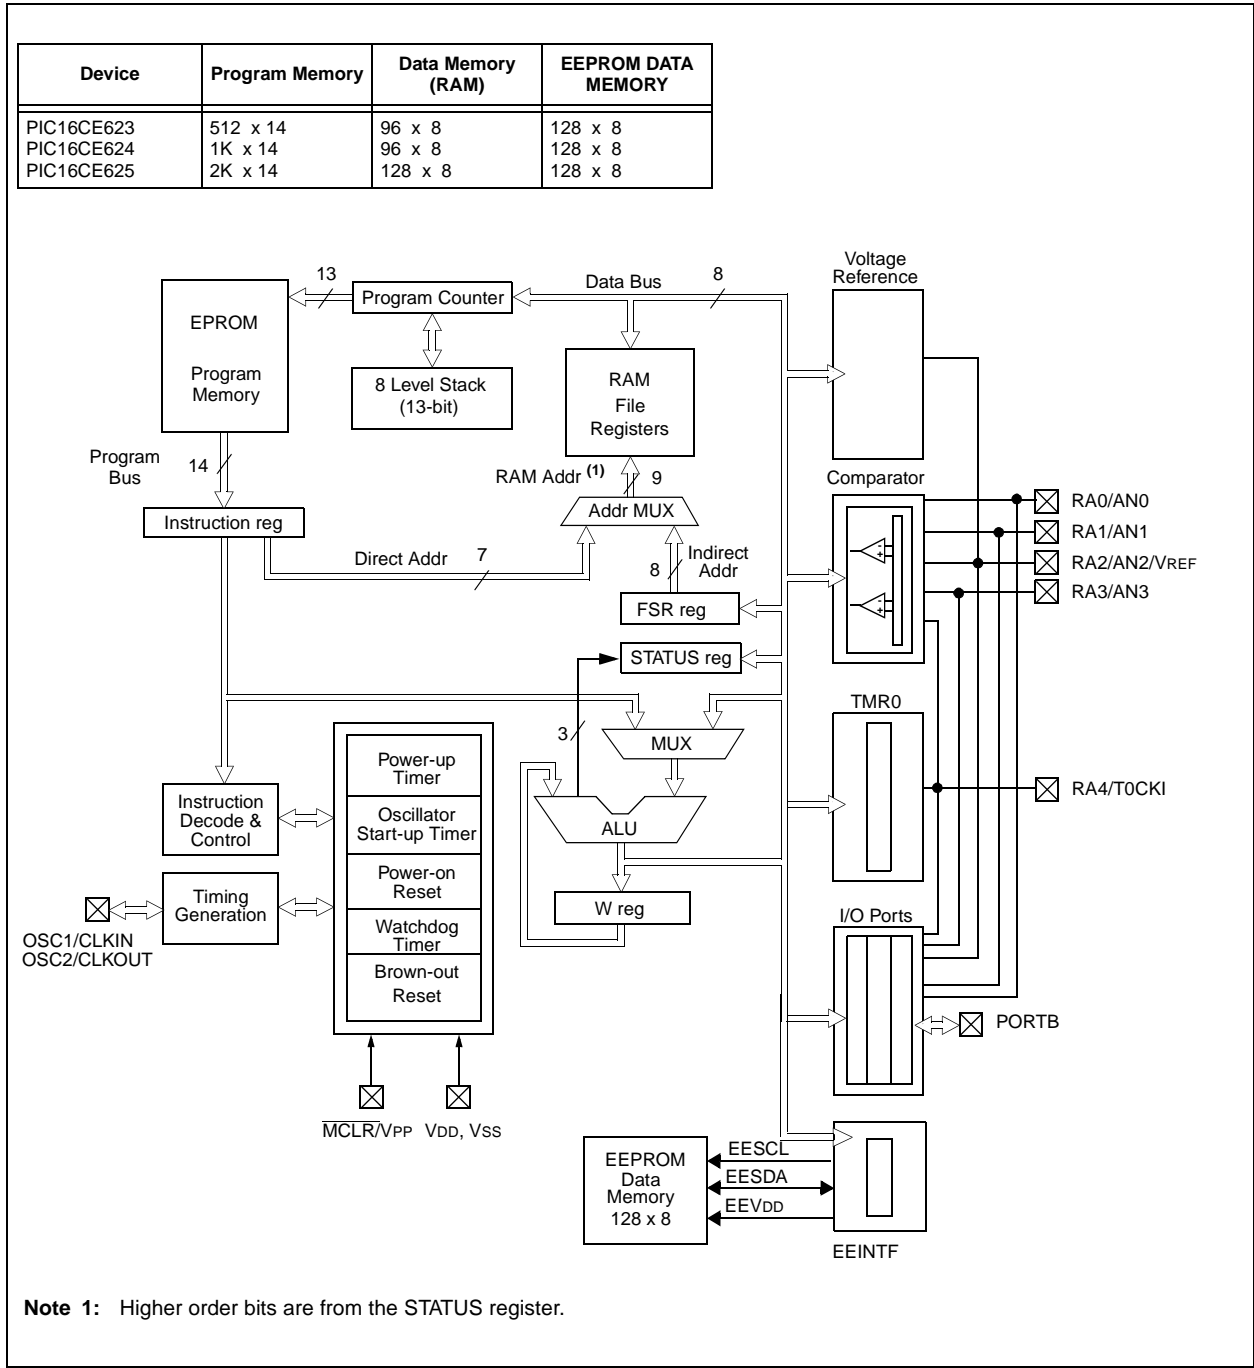 Device Program Memory Data Memory (RAM) EEPROM DATA MEMORY
PIC16CE623 512 x 14 96 x 8 128 x 8
PIC16CE624 1K x 14 96 x 8 128 x 8
PIC16CE625 2K x 14 128 x 8 128 x 8
Voltage
Reference
13
Data Bus
8
EPROM
Program
Memory
Program Counter
8 Level Stack
(13-bit)
RAM
File
Registers
Program
Bus
14
RAM Addr (1)
9
Comparator
Instruction reg
Addr MUX
RA0/AN0
RA1/AN1
RA2/AN2/VREF
RA3/AN3
-
+
-
+
Direct Addr
7
8
Indirect
Addr
FSR reg
STATUS reg
TMR0
3
MUX
Power-up
Timer
Oscillator
Start-up Timer
Power-on
Reset
Watchdog
Timer
Brown-out
Reset
Instruction
Decode &
Control
ALU
RA4/T0CKI
Timing
Generation
W reg
I/O Ports
OSC1/CLKIN
OSC2/CLKOUT
PORTB
MCLR/VPP VDD, VSS
EEPROM
Data
Memory
128 x 8
EESCL
EESDA
EEVDD
EEINTF
Note 1: Higher order bits are from the STATUS register.